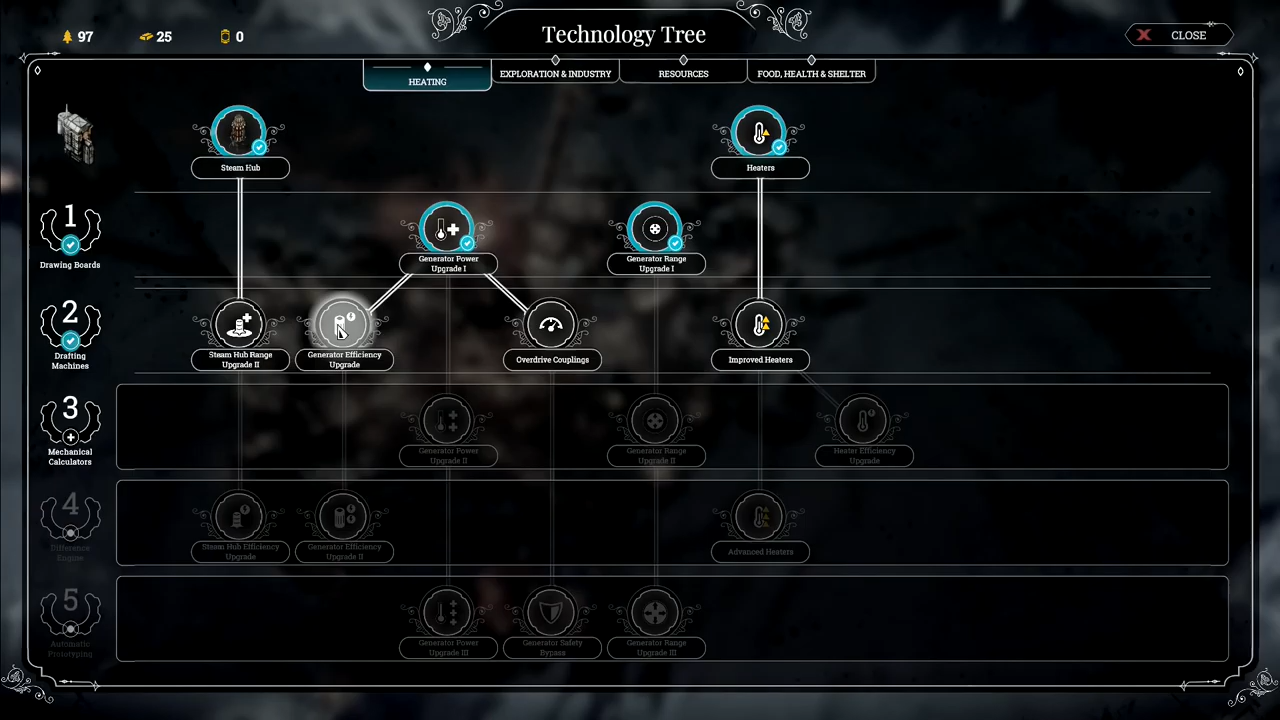 97
25
0
Technology Tree
CLOSE
HEATING
EXPLORATION & INDUSTRY
RESOURCES
FOOD, HEALTH & SHELTER
Steam Hub
Heaters
1
Drawing Boards
Generator Power
Upgrade I
Generator Range
Upgrade I
2
Drafting
Machines
Steam Hub Range
Upgrade II
Generator Efficiency
Upgrade
Overdrive Couplings
Improved Heaters
3
Mechanical
Calculators
Generator Power
Upgrade II
Generator Range
Upgrade II
Heater Efficiency
Upgrade
4
Difference
Engine
Steam Hub Efficiency
Upgrade
Generator Efficiency
Upgrade II
Advanced Heaters
5
Automatic
Prototyping
Generator Power
Upgrade III
Generator Safety
Bypass
Generator Range
Upgrade III